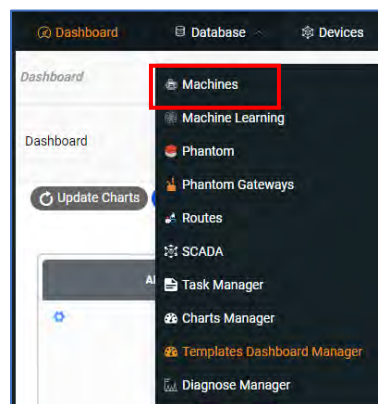 Dashboard Database Devices
Dashboard
Machines
Machine Learning
Dashboard
Phantom
Phantom Gateways
Update Charts
Routes
SCADA
Task Manager
Charts Manager
Templates Dashboard Manager
Diagnose Manager